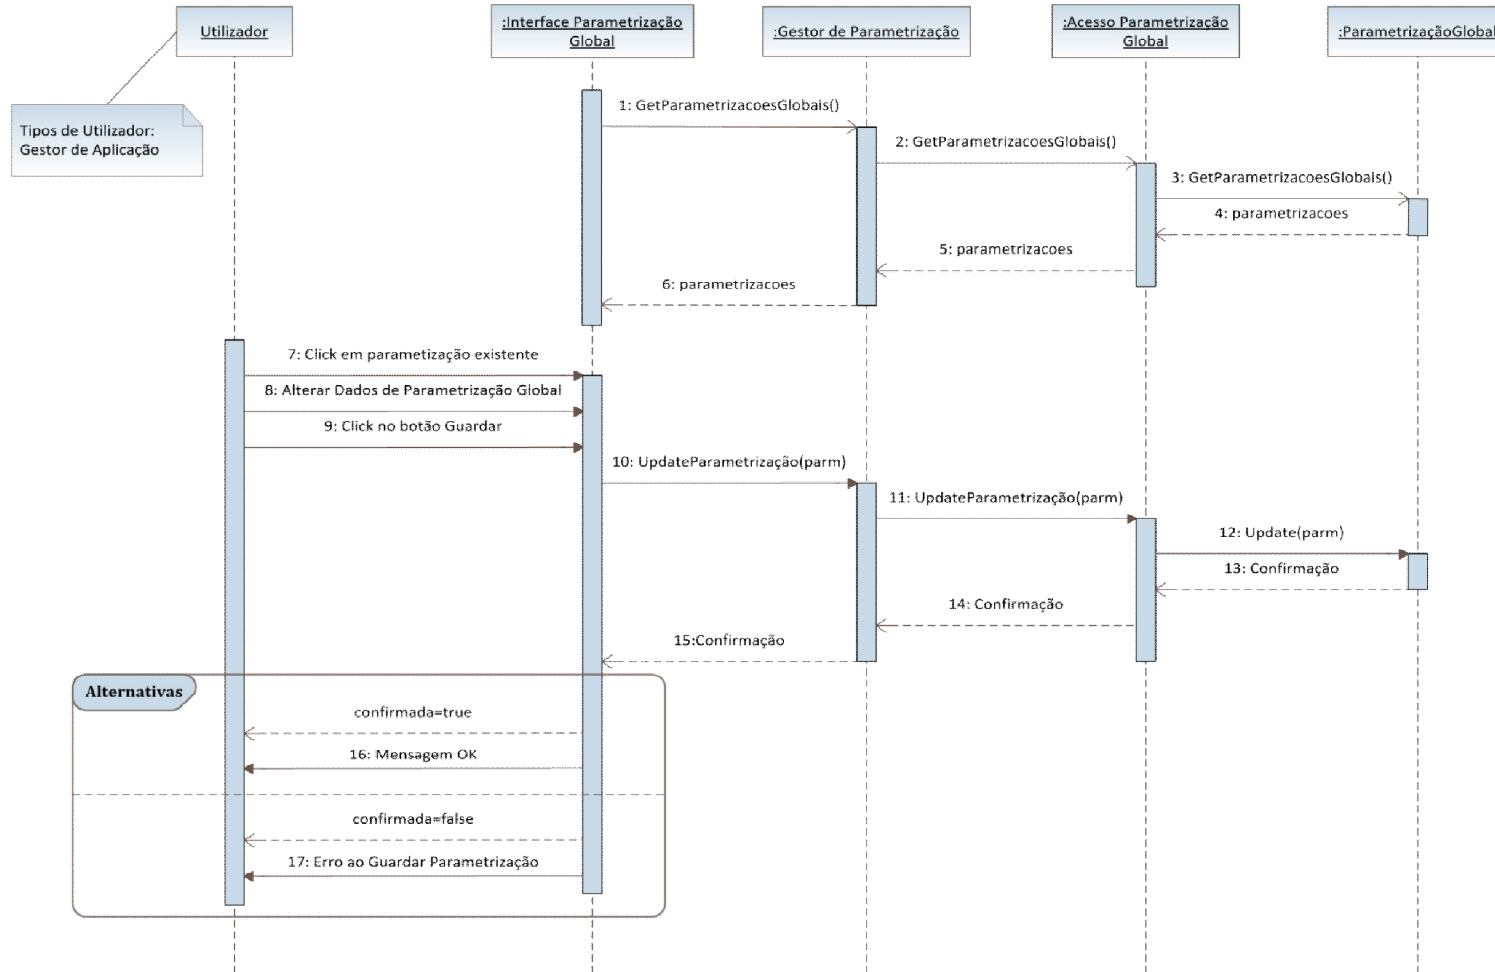 Utilizador
:Interface Parametrização
Global
:Gestor de Parametrização
:Acesso Parametrização
Global
:ParametrizaçãoGlobal
Tipos de Utilizador:
Gestor de Aplicação
1: GetParametrizacoesGlobais()
2: GetParametrizacoesGlobais()
3: GetParametrizacoesGlobais()
4: parametrizacoes
5: parametrizacoes
6: parametrizacoes
7: Click em parametização existente
8: Alterar Dados de Parametrização Global
9: Click no botão Guardar
10: UpdateParametrização(parm)
11: UpdateParametrização(parm)
12: Update(parm)
13: Confirmação
14: Confirmação
15:Confirmação
Alternativas
confirmada=true
16: Mensagem OK
confirmada=false
17: Erro ao Guardar Parametrização